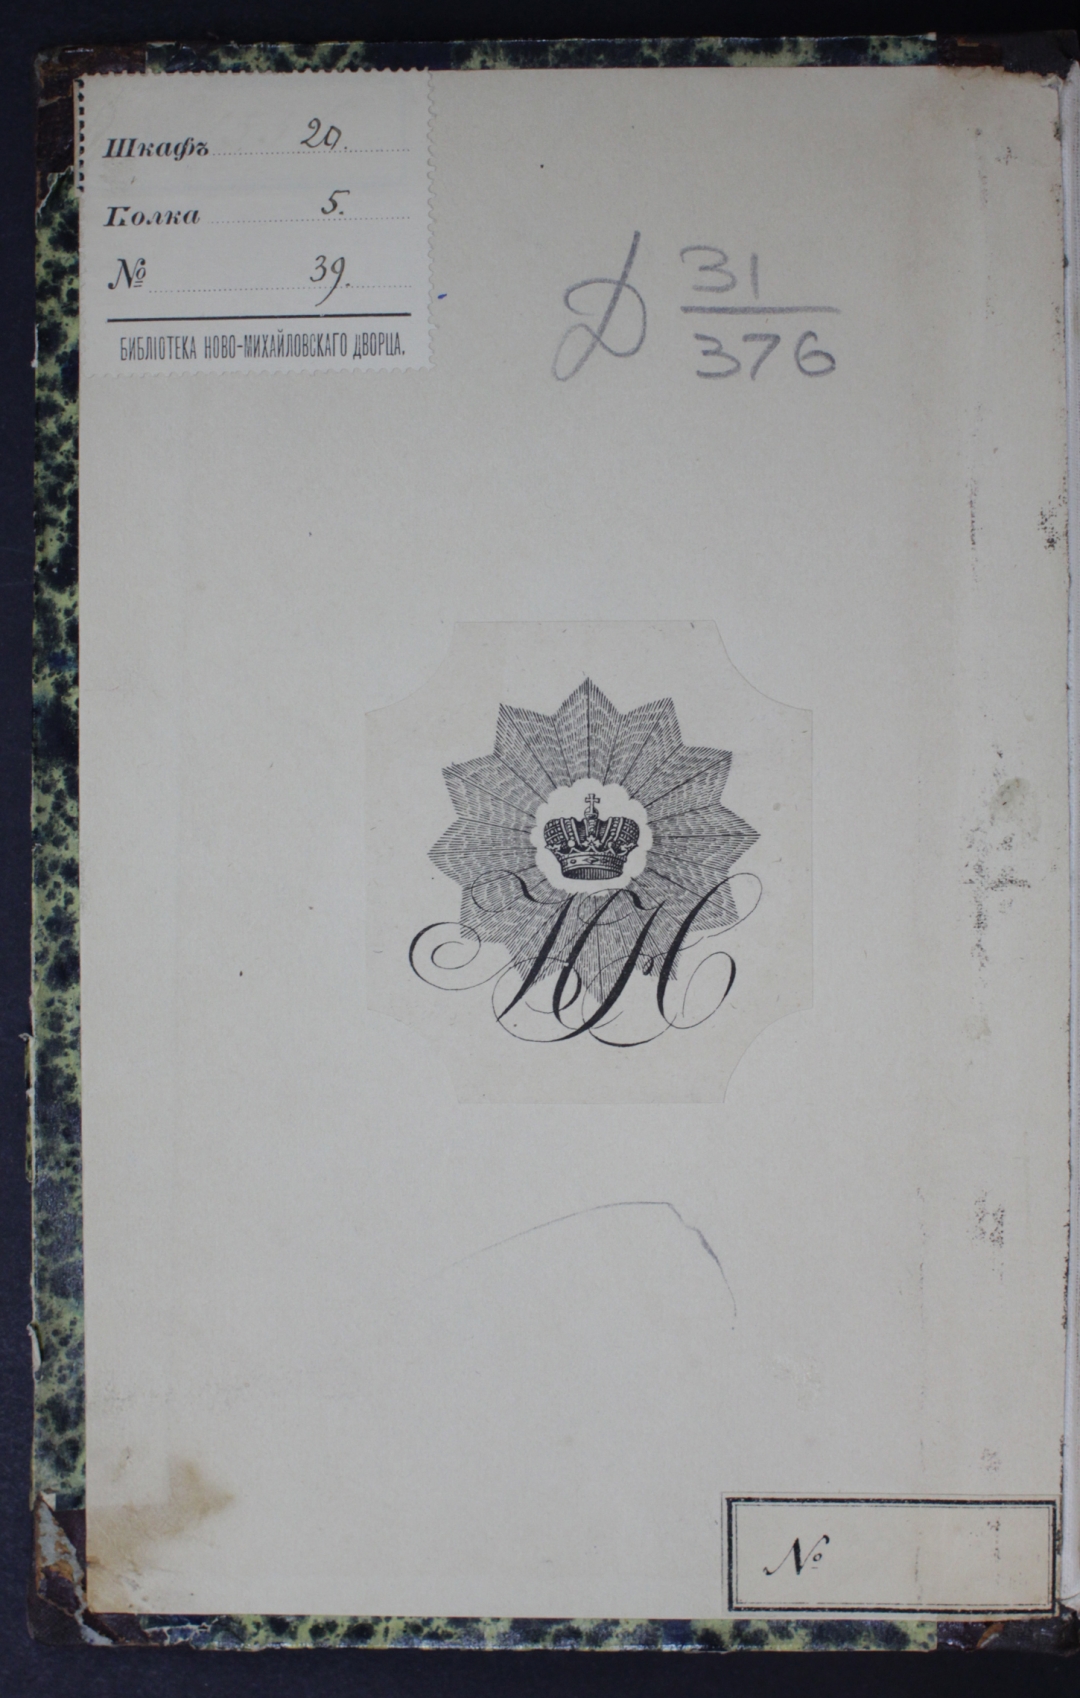 Шкафъ 20.
Полка 5.
№ 39.
БИБЛІОТЕКА НОВО-МИХАЙЛОВСКАГО ДВОРЦА.
Д 31
376
№